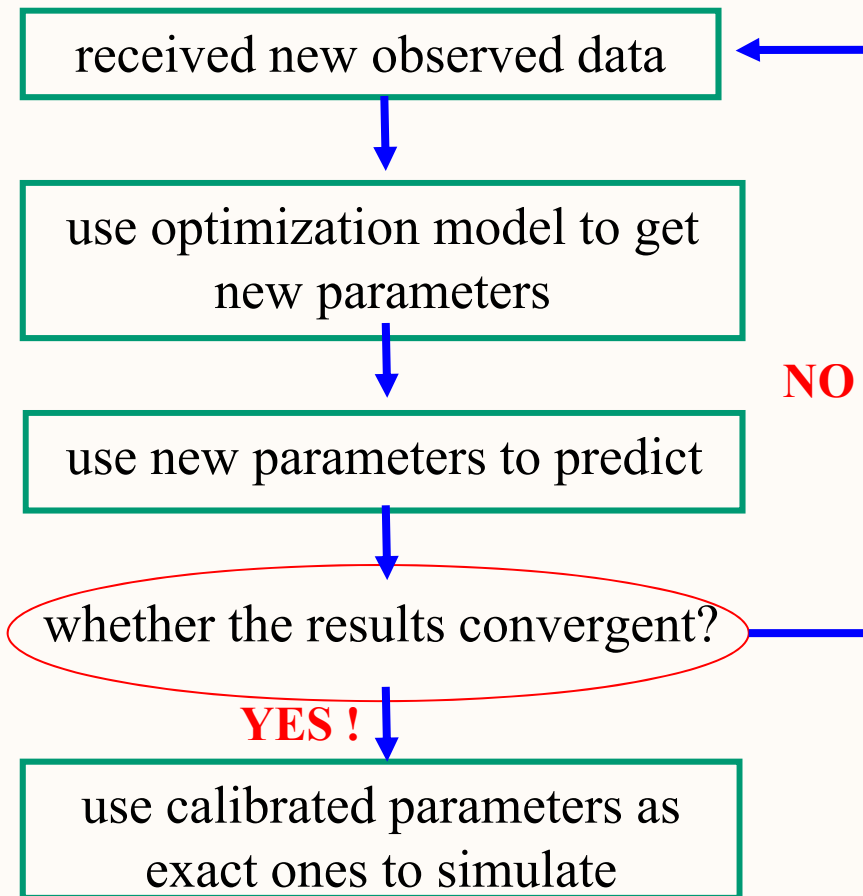 received new observed data
use optimization model to get
new parameters
NO
use new parameters to predict
whether the results convergent?
YES !
use calibrated parameters as
exact ones to simulate